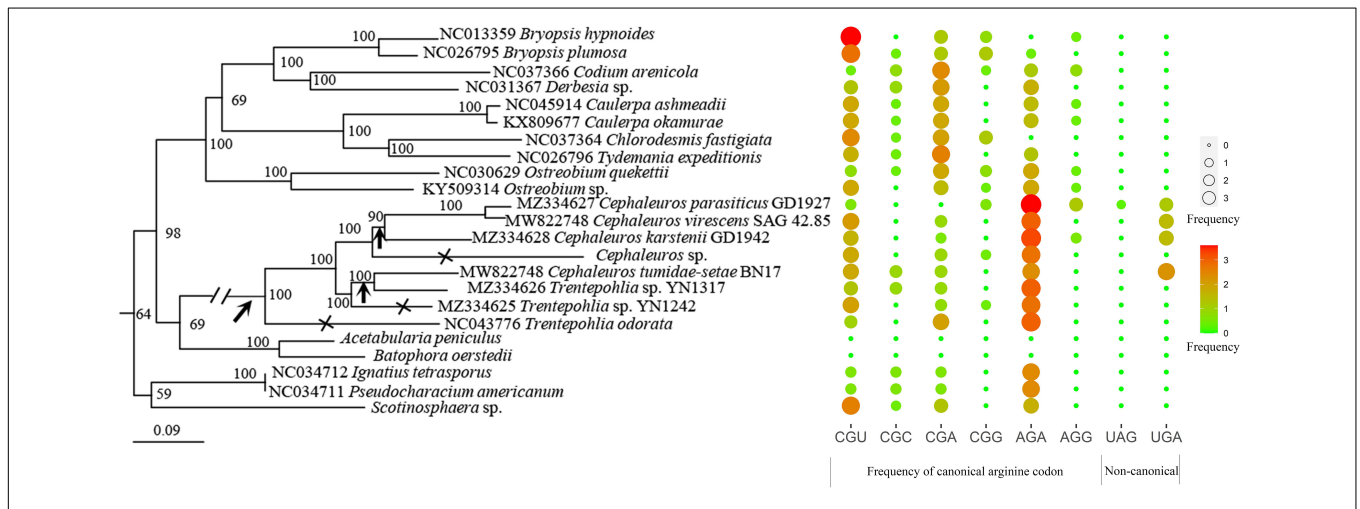 NC013359 Bryopsis hypnoides
100
NC026795 Bryopsis plumosa
100
NC037366 Codium arenicola
100
NC031367 Derbesia sp.
69
NC045914 Caulerpa ashmeadii
100
KX809677 Caulerpa okamurae
100
NC037364 Chlorodesmis fastigiata
100
NC026796 Tydemania expeditionis
100
NC030629 Ostreobium quekettii
100
KY509314 Ostreobium sp.
MZ334627 Cephaleuros parasiticus GD1927
100
MW822748 Cephaleuros virescens SAG 42.85
90
MZ334628 Cephaleuros karstenii GD1942
98
100
Cephaleuros sp.
100
MW822748 Cephaleuros tumidae-setae BN17
100
MZ334626 Trentepohlia sp. YN1317
100
100
MZ334625 Trentepohlia sp. YN1242
64
69
NC043776 Trentepohlia odorata
Acetabularia peniculus
100
Batophora oerstedii
NC034712 Ignatius tetrasporus
100
59
NC034711 Pseudocharacium americanum
Scotinosphaera sp.
0.09
0
1
2
3
Frequency
3
2
1
0
Frequency
CGU CGC CGA CGG AGA AGG UAG UGA
Frequency of canonical arginine codon
Non-canonical